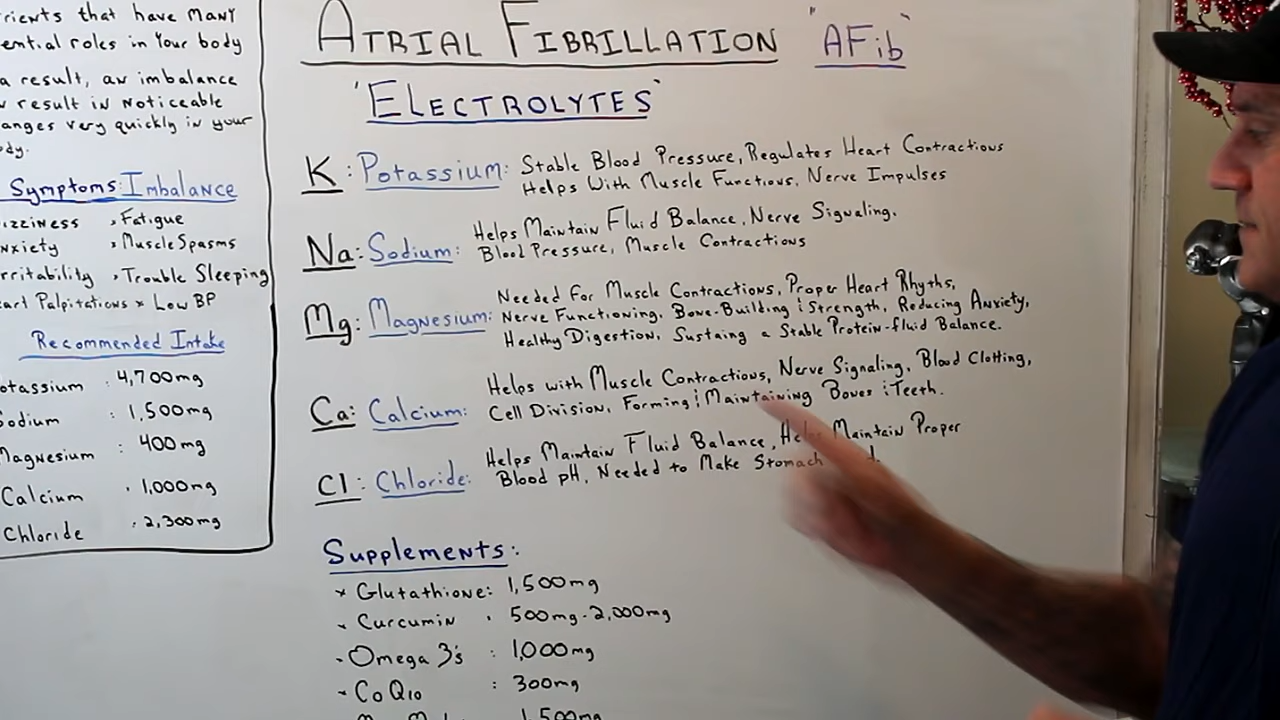 rients that have many
ential roles in your body
a result, an imbalance
result in noticeable
anges very quickly in your
dy.
Symptoms: Imbalance
izziness ›Fatigue
nxiety ›Muscle Spasms
rritability ›Trouble Sleeping
eart Palpitations × Low BP
Recommended Intake
otassium : 4,700mg
odium : 1,500mg
Magnesium : 400mg
Calcium : 1,000mg
Chloride : 2,300mg
Atrial Fibrillation "AFib"
'Electrolytes'
K: Potassium: Stable Blood Pressure, Regulates Heart Contractions
Helps With Muscle Functions, Nerve Impulses
Na: Sodium: Helps Maintain Fluid Balance, Nerve Signaling.
Blood Pressure, Muscle Contractions
Mg: Magnesium: Needed For Muscle Contractions, Proper Heart Rhyths,
Nerve Functioning, Bone-Building & Strength, Reducing Anxiety,
Healthy Digestion, Sustaing a Stable Protein-fluid Balance.
Ca: Calcium: Helps with Muscle Contractions, Nerve Signaling, Blood Clotting,
Cell Division, Forming & Maintaining Bones & Teeth.
Cl: Chloride: Helps Maintain Fluid Balance, Maintain Proper
Blood pH, Needed to Make Stomach
Supplements:
× Glutathione: 1,500mg
× Curcumin : 500mg-2,000mg
- Omega 3's : 1,000mg
× CoQ10 : 300mg
1,500mg